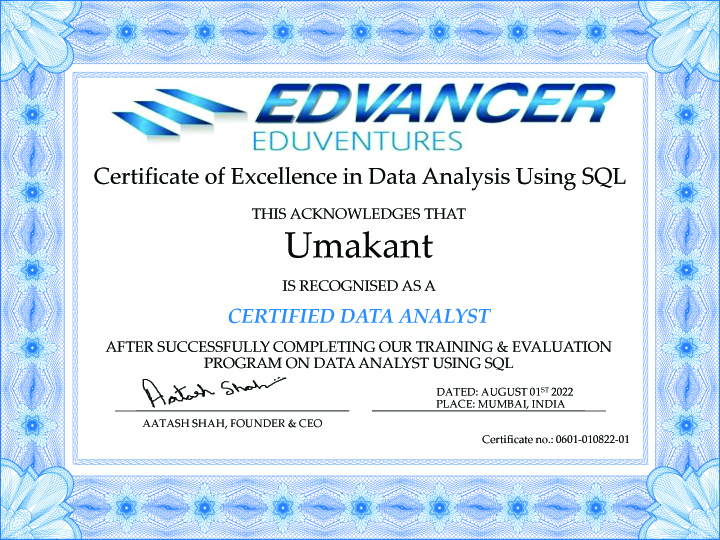 EDVANCER
EDUVENTURES
Certificate of Excellence in Data Analysis Using SQL
THIS ACKNOWLEDGES THAT
Umakant
IS RECOGNISED AS A
CERTIFIED DATA ANALYST
AFTER SUCCESSFULLY COMPLETING OUR TRAINING & EVALUATION
PROGRAM ON DATA ANALYST USING SQL
Aatash Shah
DATED: AUGUST 01ST 2022
PLACE: MUMBAI, INDIA
AATASH SHAH, FOUNDER & CEO
Certificate no.: 0601-010822-01